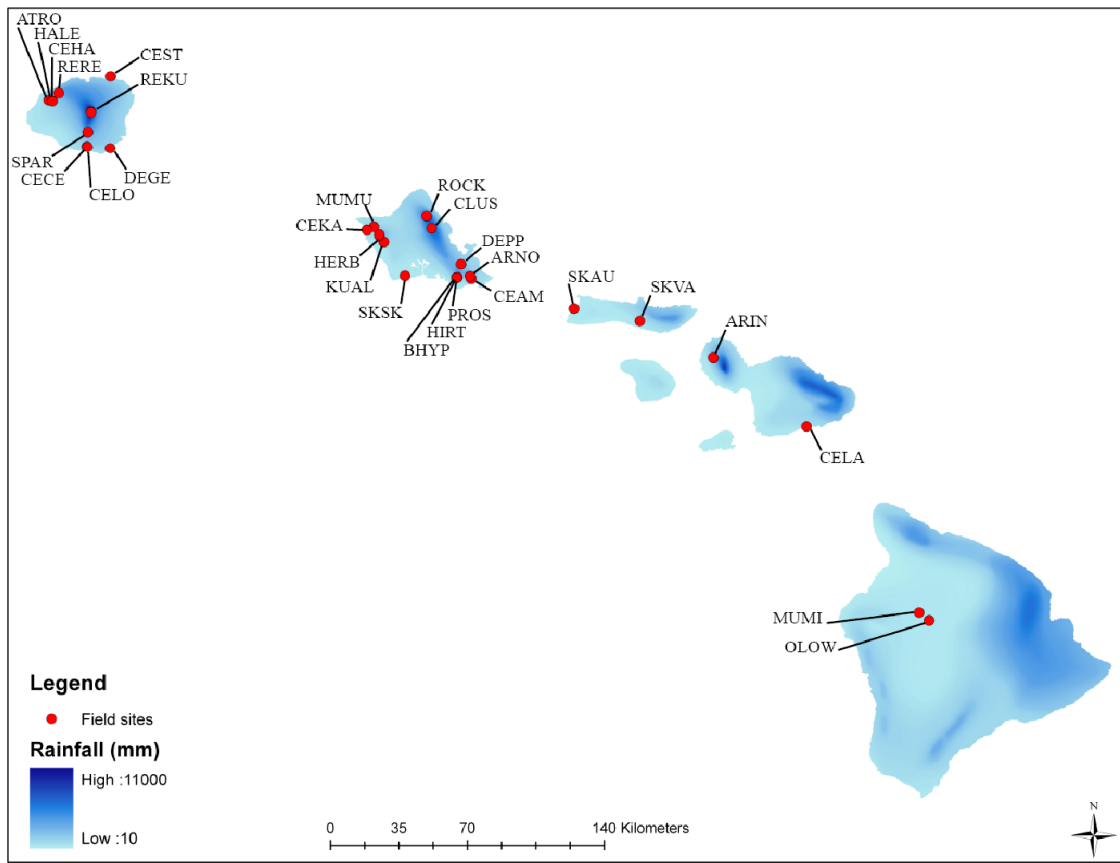 ATRO
HALE
CEHA
RERE
CEST
REKU
SPAR
CECE
CELO
DEGE
MUMU
CEKA
HERB
KUAL
SKSK
ROCK
CLUS
DEPP
ARNO
CEAM
PROS
HIRT
BHYP
SKAU
SKVA
ARIN
CELA
MUMI
OLOW
Legend
Field sites
Rainfall (mm)
High :11000
Low :10
0 35 70 140 Kilometers
N